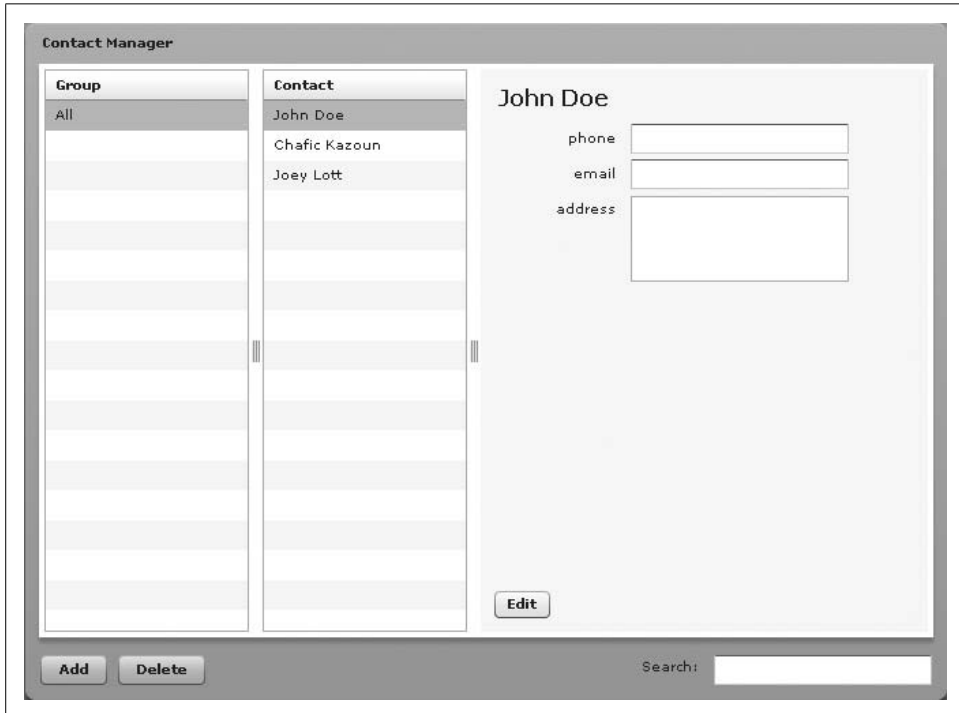 Contact Manager
Group
All
Contact
John Doe
Chafic Kazoun
Joey Lott
John Doe
phone
email
address
Edit
Add
Delete
Search: